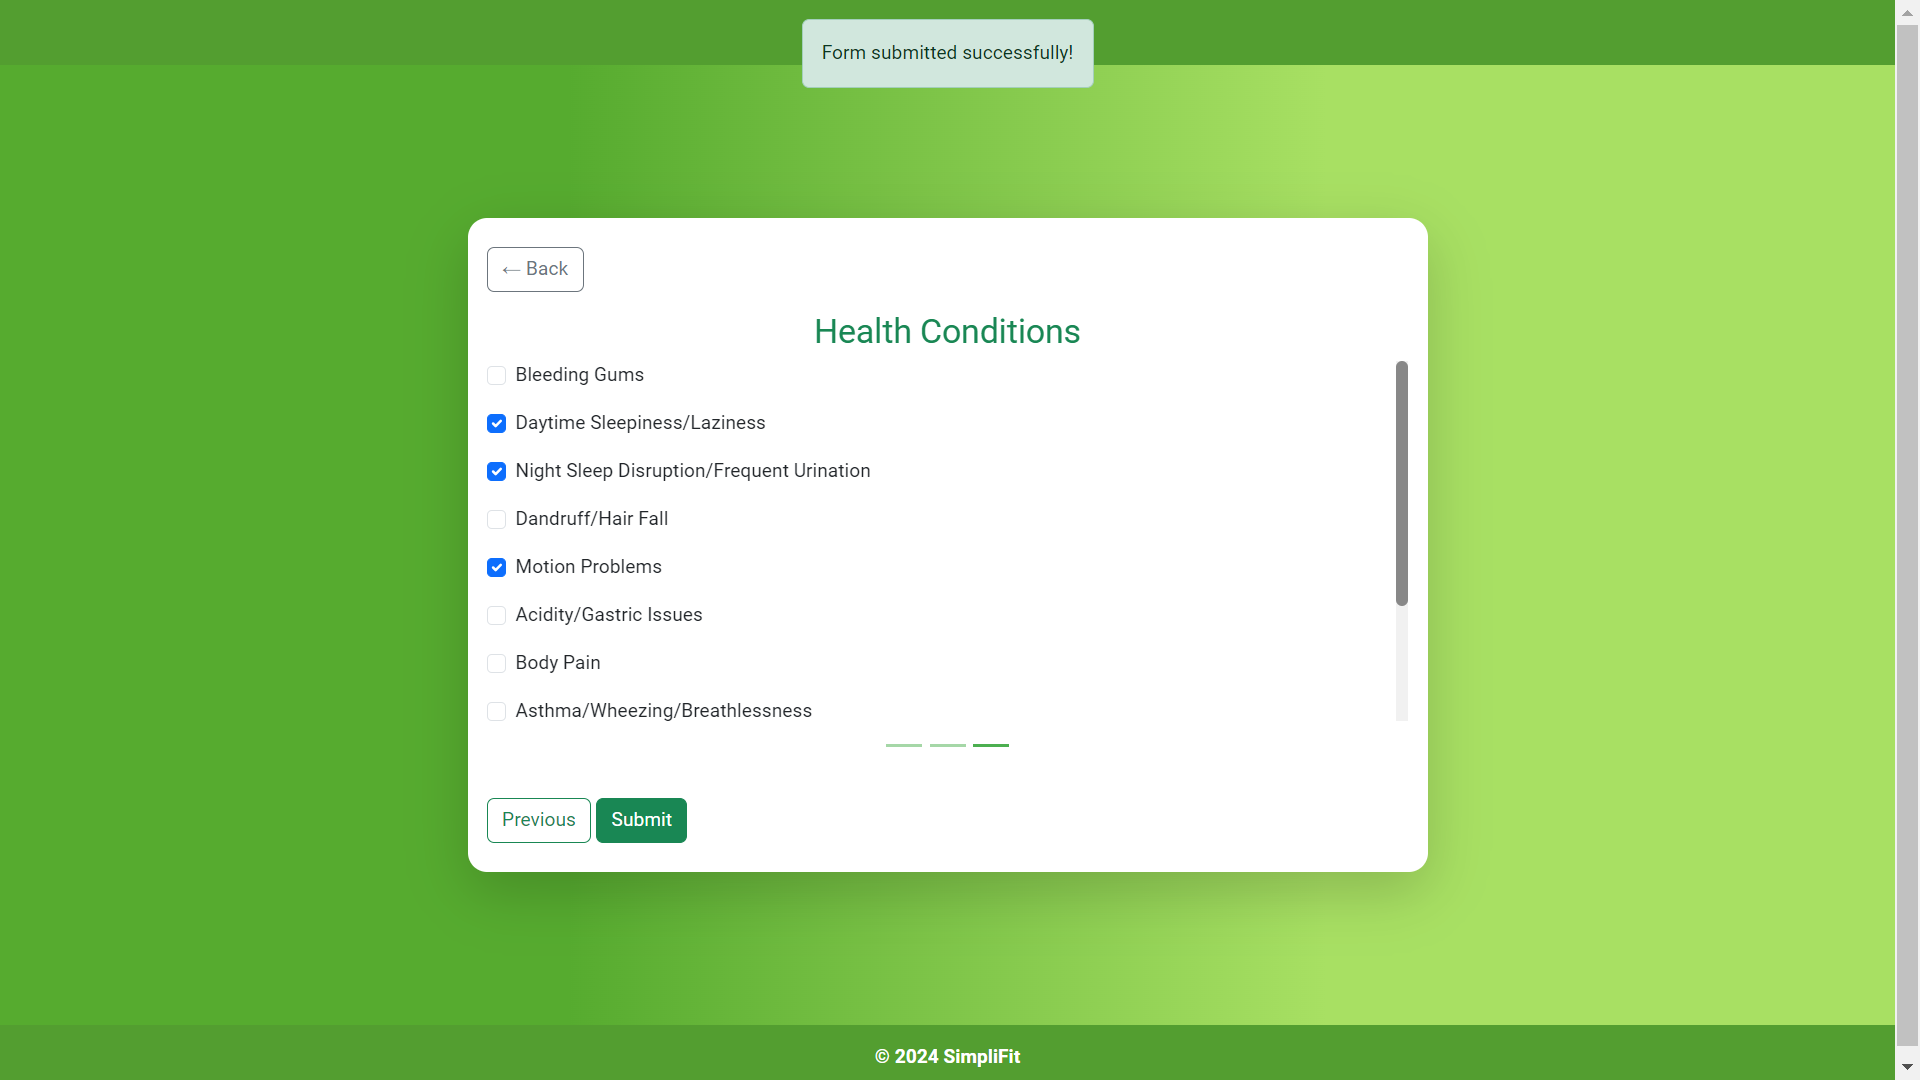 Form submitted successfully!
← Back
Health Conditions
Bleeding Gums
Daytime Sleepiness/Laziness
Night Sleep Disruption/Frequent Urination
Dandruff/Hair Fall
Motion Problems
Acidity/Gastric Issues
Body Pain
Asthma/Wheezing/Breathlessness
Previous Submit
© 2024 SimpliFit